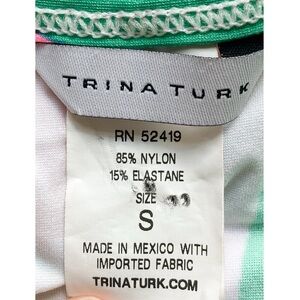 TRINA TURK
RN 52419
85% NYLON
15% ELASTANE
SIZE
S
MADE IN MEXICO WITH
IMPORTED FABRIC
TRINATURK.COM